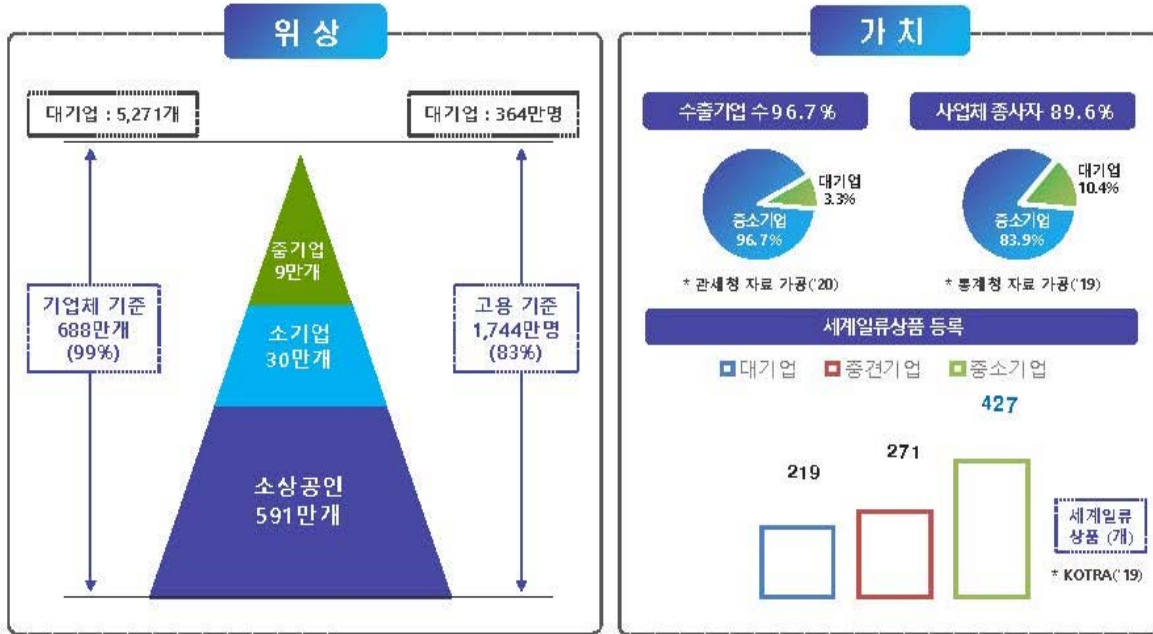 위 상
대기업 : 5,271개
대기업 : 364만명
중기업
9만개
기업체 기준
688만개
(99%)
소기업
30만개
고용 기준
1,744만명
(83%)
소상공인
591만개
가 치
수출기업 수 96.7%
사업체 종사자 89.6%
대기업
3.3%
중소기업
96.7%
대기업
10.4%
중소기업
83.9%
* 관세청 자료 가공('20)
* 통계청 자료 가공('19)
세계일류상품 등록
대기업 중견기업 중소기업
427
271
219
세계일류
상품 (개)
* KOTRA('19)